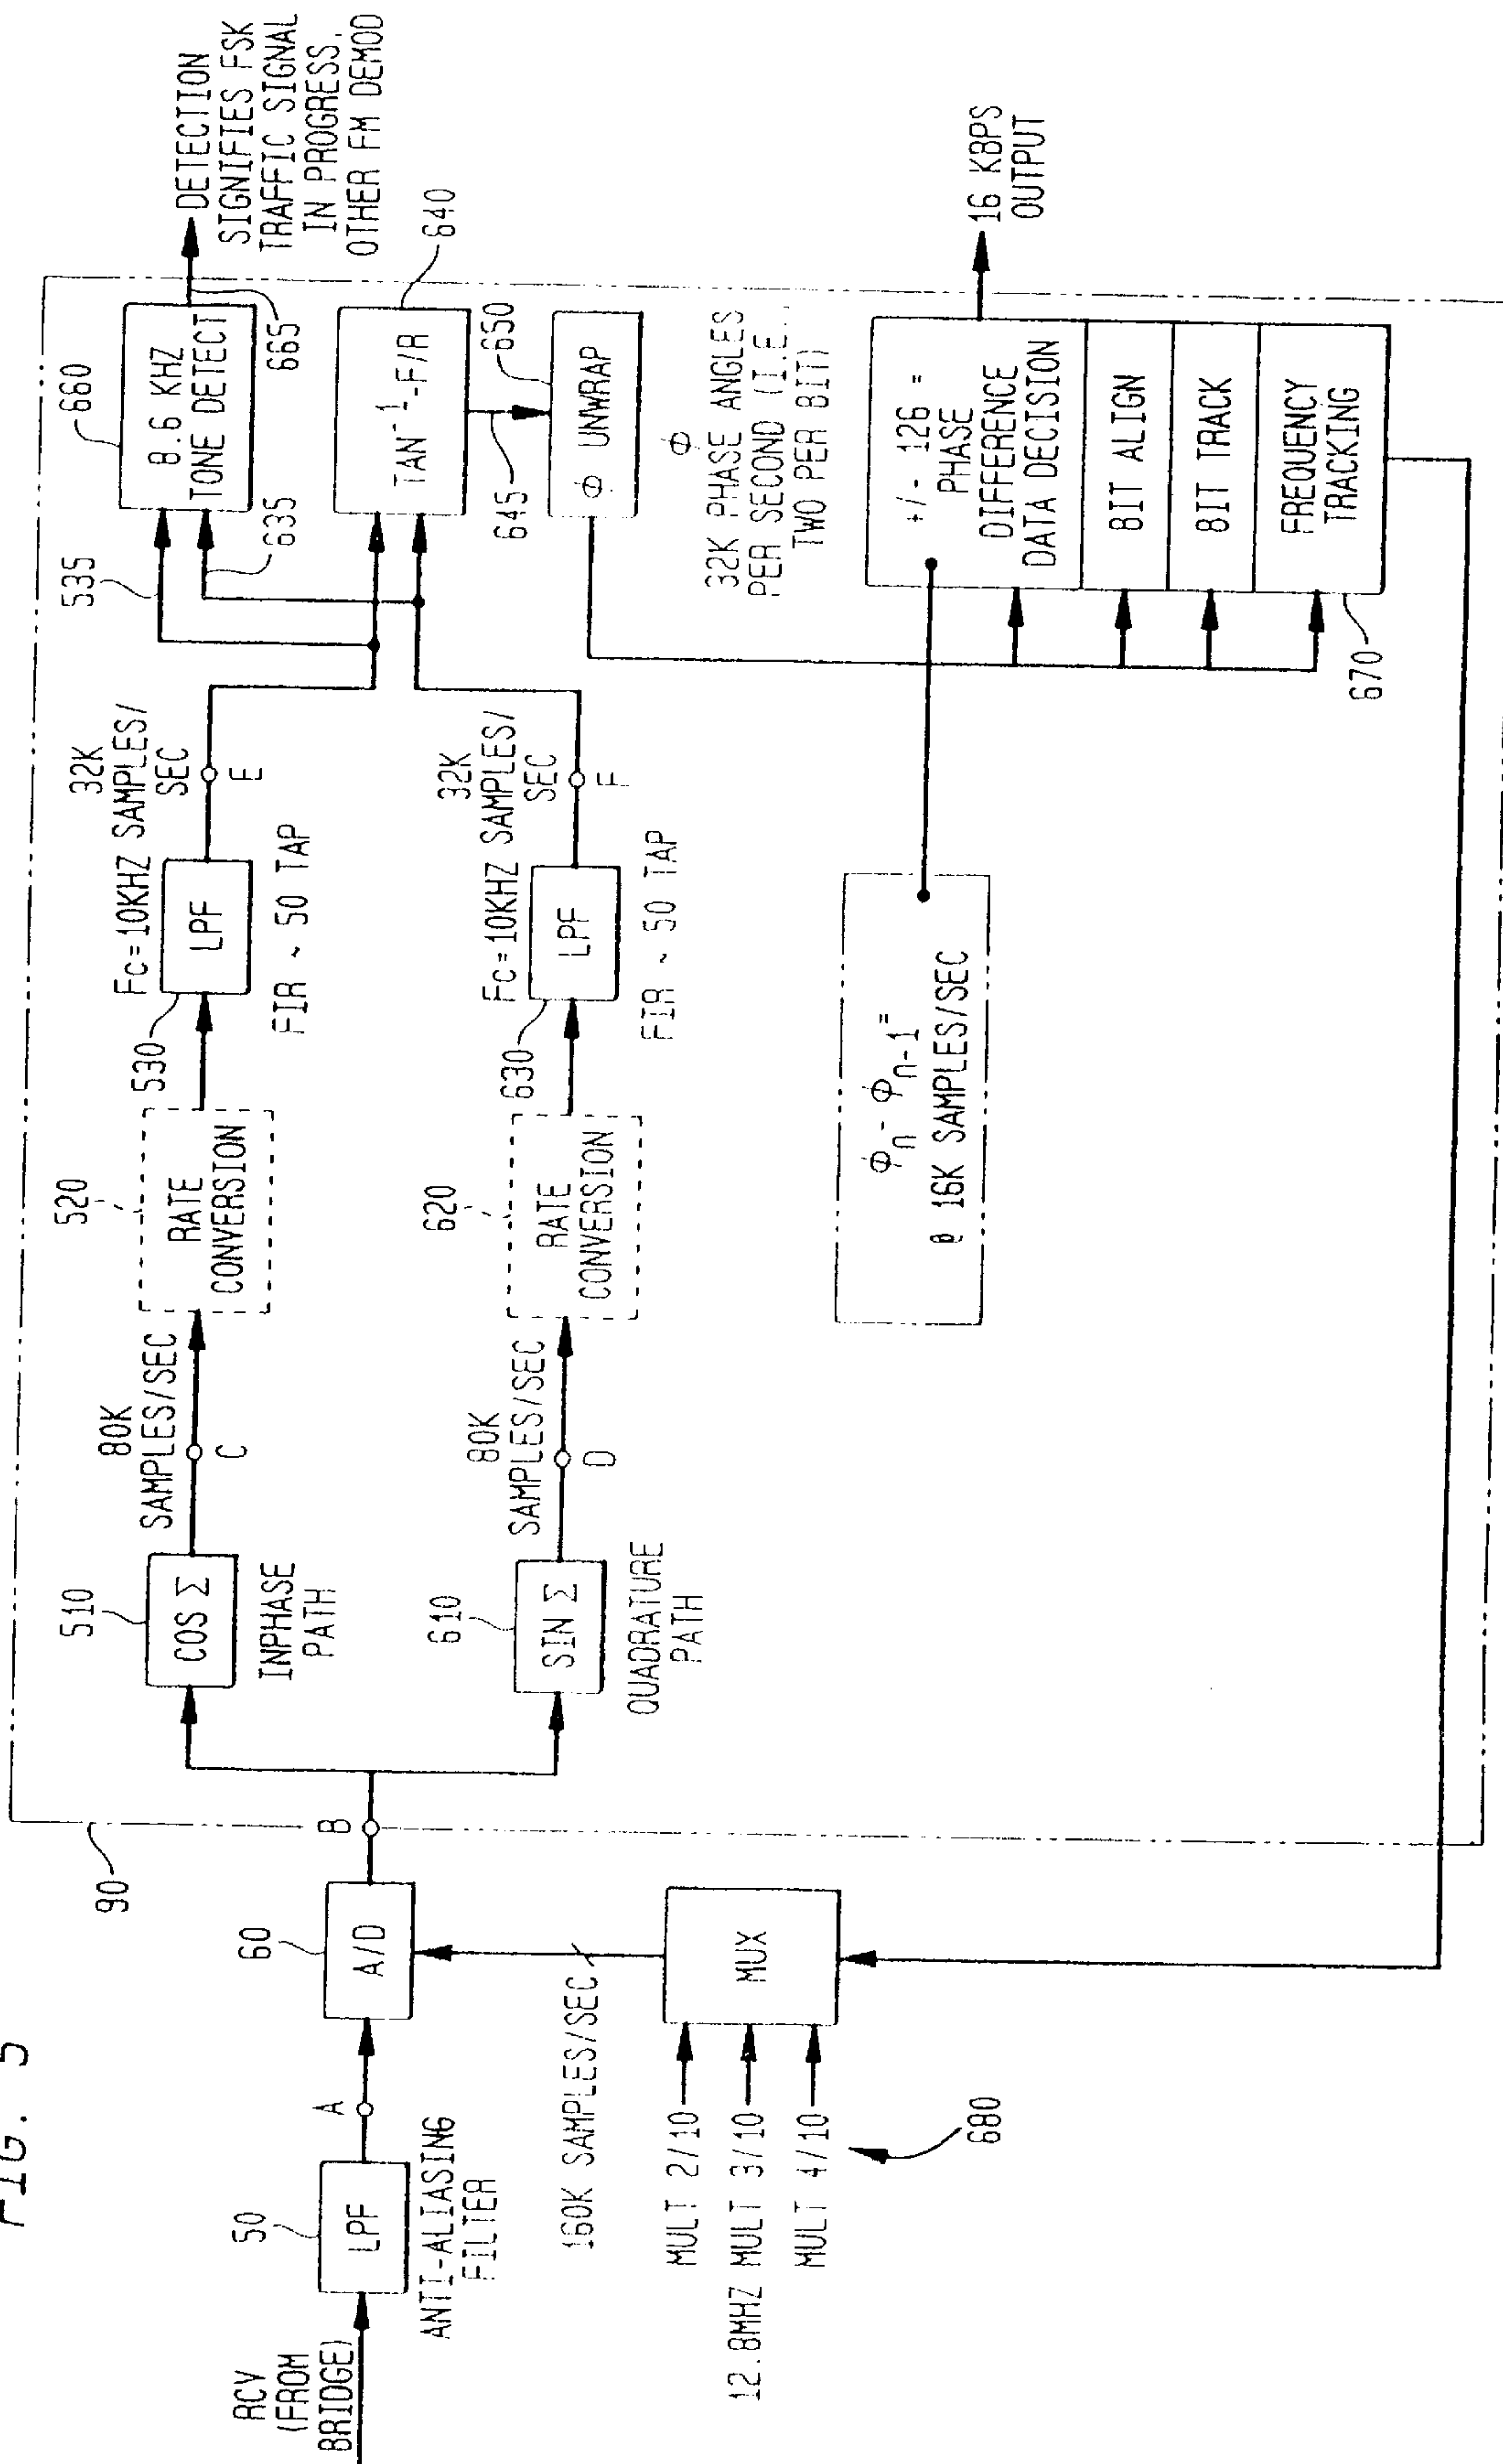 FIG. 5
RCV
(FROM
BRIDGE)
50
LPF
ANTI-ALIASING
FILTER
A
60
A/D
B
90
160K SAMPLES/SEC
MUX
MULT 2/10
12.8MHZ MULT 3/10
MULT 4/10
680
510
COS Σ
INPHASE
PATH
80K
SAMPLES/SEC
C
520
RATE
CONVERSION
530
LPF
FIR ~ 50 TAP
Fc=10KHZ
32K
SAMPLES/
SEC
E
610
SIN Σ
QUADRATURE
PATH
80K
SAMPLES/SEC
D
620
RATE
CONVERSION
630
LPF
FIR ~ 50 TAP
Fc=10KHZ
32K
SAMPLES/
SEC
F
535
635
660
8.6 KHZ
TONE DETECT
665
DETECTION
SIGNIFIES FSK
TRAFFIC SIGNAL
IN PROGRESS.
OTHER FM DEMOD
640
TAN⁻¹-F/R
645
650
Φ UNWRAP
Φ
32K PHASE ANGLES
PER SECOND (I.E.,
TWO PER BIT)
Φn - Φn-1 =
@ 16K SAMPLES/SEC
+/- 126 =
PHASE
DIFFERENCE
DATA DECISION
BIT ALIGN
BIT TRACK
FREQUENCY
TRACKING
670
16 KBPS
OUTPUT